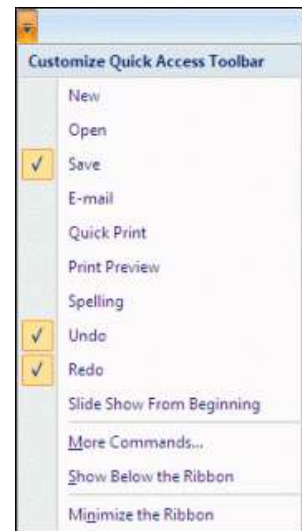 Customize Quick Access Toolbar
New
Open
Save
E-mail
Quick Print
Print Preview
Spelling
Undo
Redo
Slide Show From Beginning
More Commands...
Show Below the Ribbon
Minimize the Ribbon